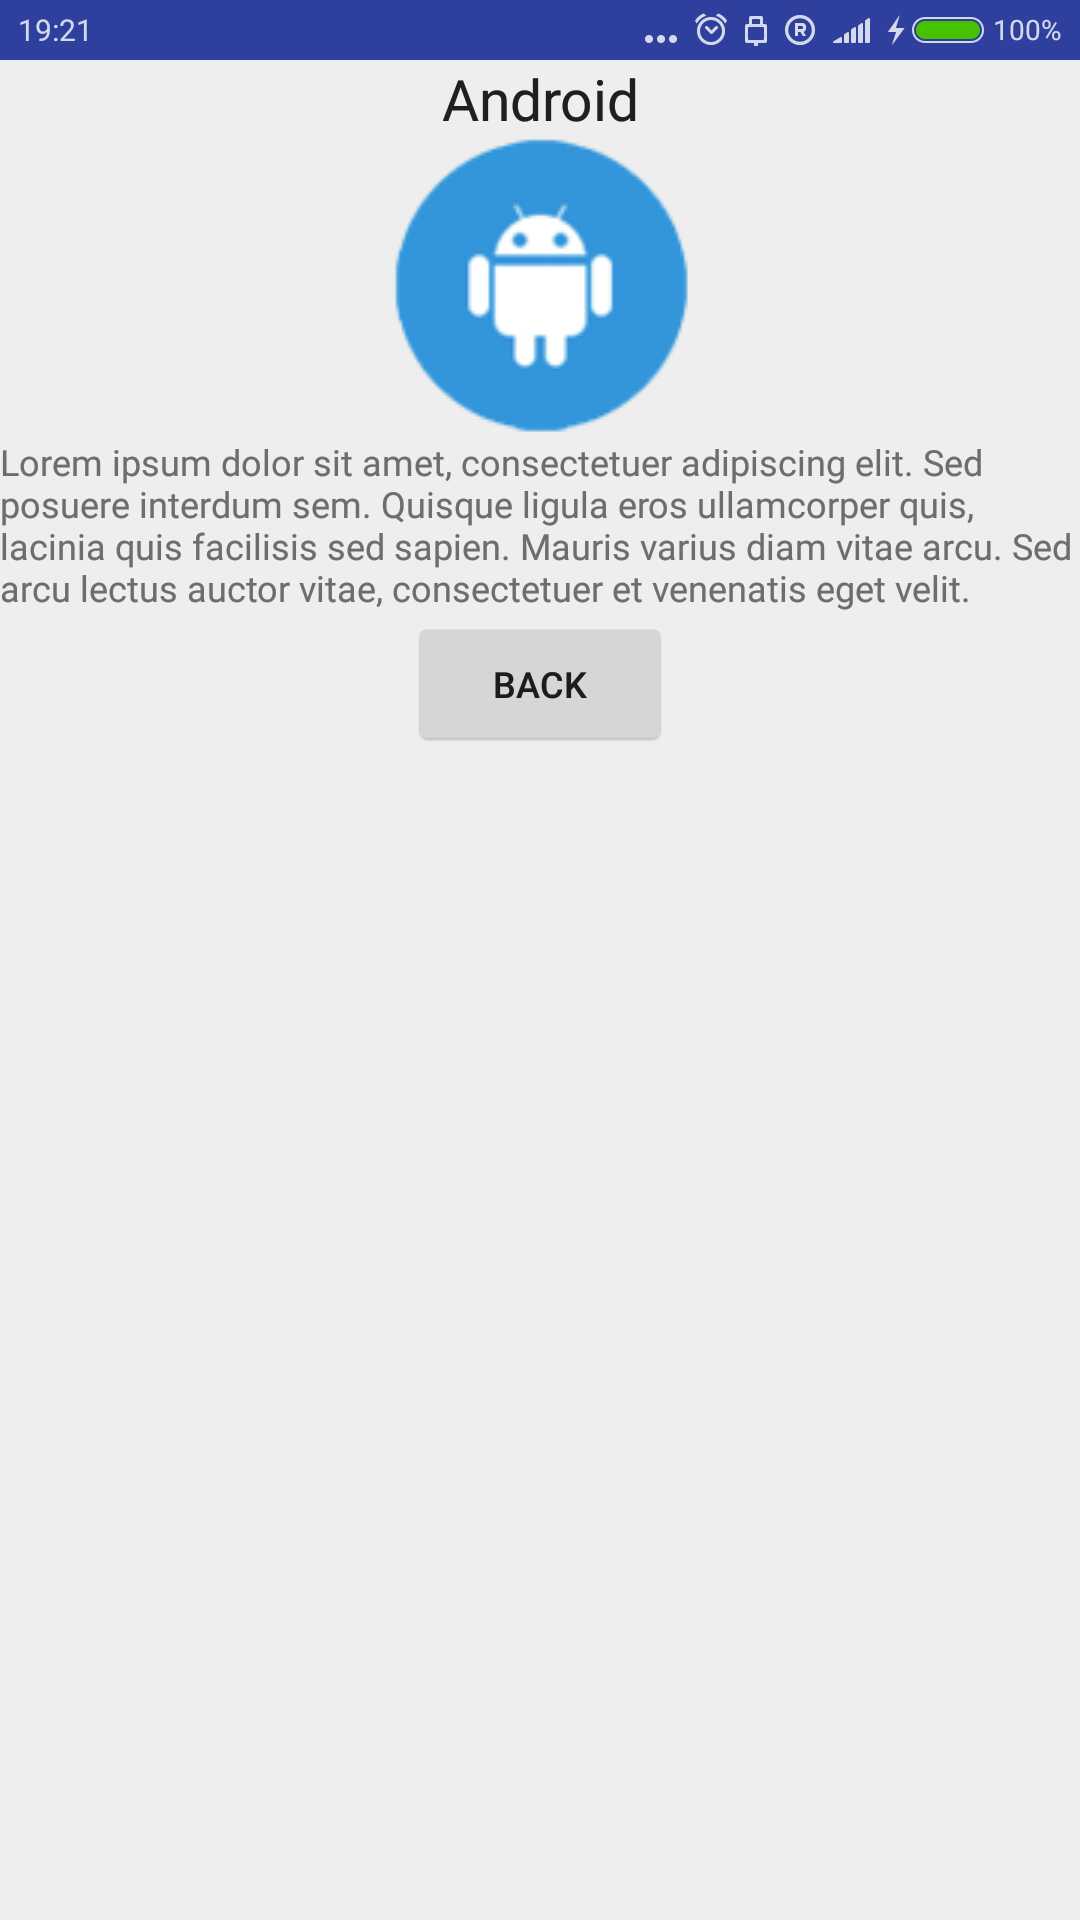 19:21
... R 100%
Android
Lorem ipsum dolor sit amet, consectetuer adipiscing elit. Sed
posuere interdum sem. Quisque ligula eros ullamcorper quis,
lacinia quis facilisis sed sapien. Mauris varius diam vitae arcu. Sed
arcu lectus auctor vitae, consectetuer et venenatis eget velit.
BACK